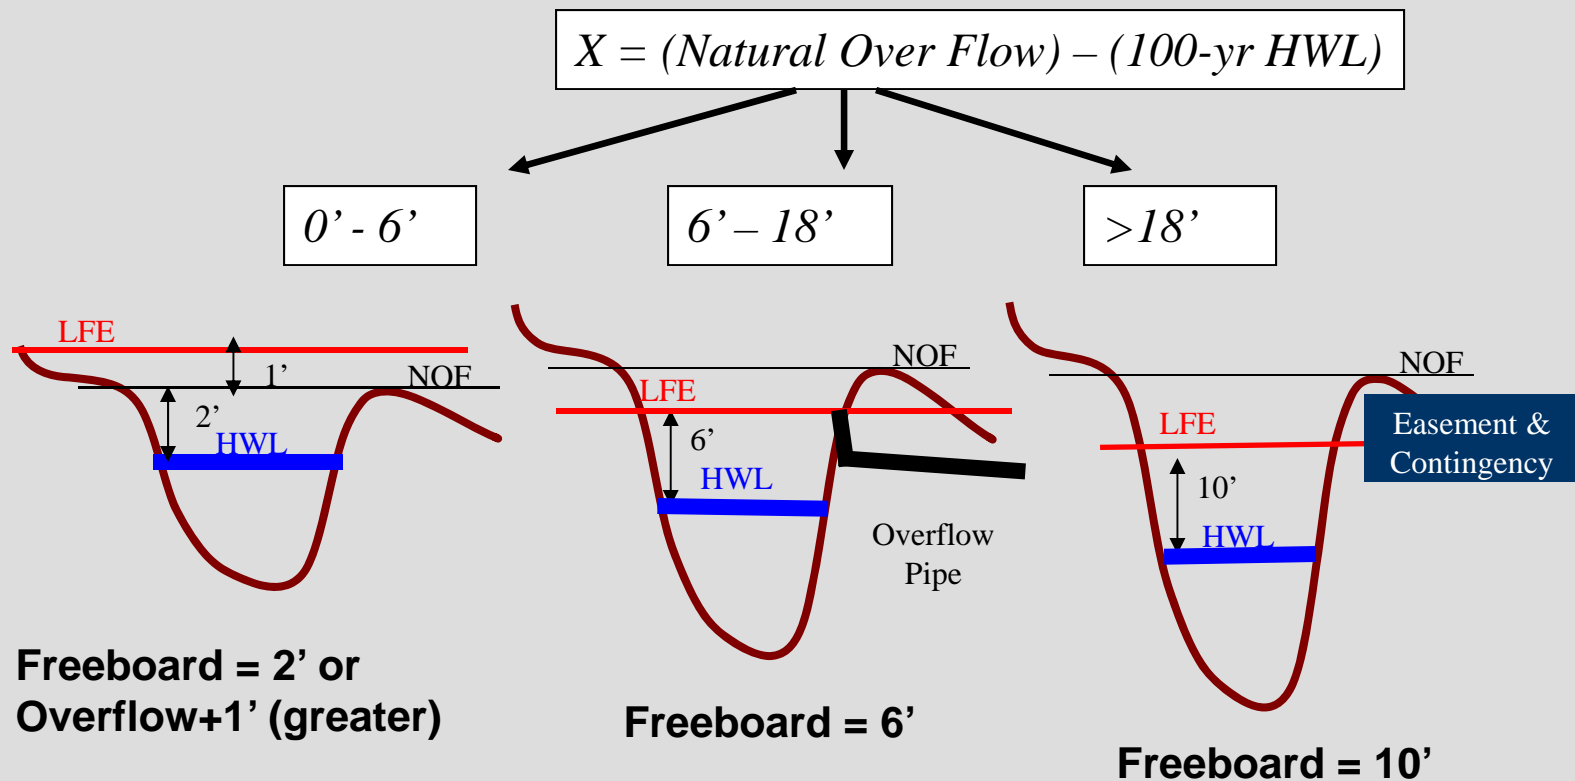 X = (Natural Over Flow) – (100-yr HWL)
0’ - 6’
6’ – 18’
>18’
LFE
1’
NOF
2’
HWL
Freeboard = 2’ or
Overflow+1’ (greater)
NOF
LFE
6’
HWL
Overflow
Pipe
Freeboard = 6’
NOF
LFE
Easement &
Contingency
10’
HWL
Freeboard = 10’